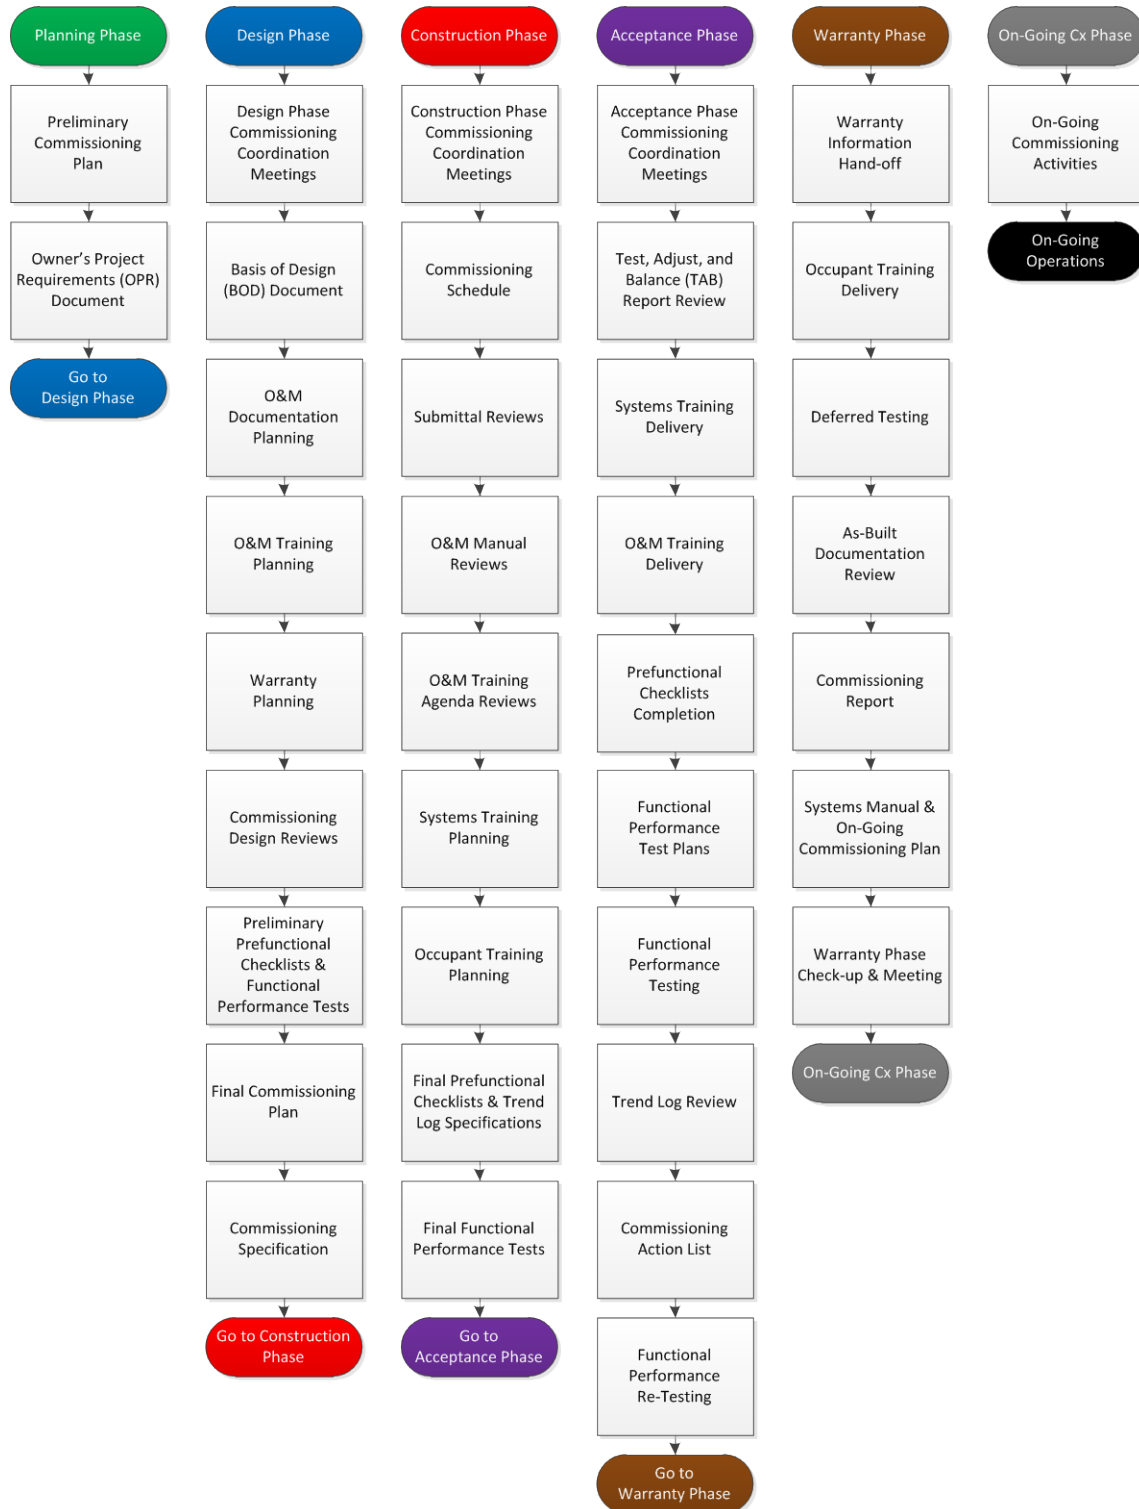 Planning Phase
Preliminary
Commissioning
Plan
Owner's Project
Requirements (OPR)
Document
Go to
Design Phase
Design Phase
Design Phase
Commissioning
Coordination
Meetings
Basis of Design
(BOD) Document
O&M
Documentation
Planning
O&M Training
Planning
Warranty
Planning
Commissioning
Design Reviews
Preliminary
Prefunctional
Checklists &
Functional
Performance Tests
Final Commissioning
Plan
Commissioning
Specification
Go to Construction
Phase
Construction Phase
Construction Phase
Commissioning
Coordination
Meetings
Commissioning
Schedule
Submittal Reviews
O&M Manual
Reviews
O&M Training
Agenda Reviews
Systems Training
Planning
Occupant Training
Planning
Final Prefunctional
Checklists & Trend
Log Specifications
Final Functional
Performance Tests
Go to
Acceptance Phase
Acceptance Phase
Acceptance Phase
Commissioning
Coordination
Meetings
Test, Adjust, and
Balance (TAB)
Report Review
Systems Training
Delivery
O&M Training
Delivery
Prefunctional
Checklists
Completion
Functional
Performance
Test Plans
Functional
Performance
Testing
Trend Log Review
Commissioning
Action List
Functional
Performance
Re-Testing
Go to
Warranty Phase
Warranty Phase
Warranty
Information
Hand-off
Occupant Training
Delivery
Deferred Testing
As-Built
Documentation
Review
Commissioning
Report
Systems Manual &
On-Going
Commissioning Plan
Warranty Phase
Check-up & Meeting
On-Going Cx Phase
On-Going Cx Phase
On-Going
Commissioning
Activities
On-Going
Operations